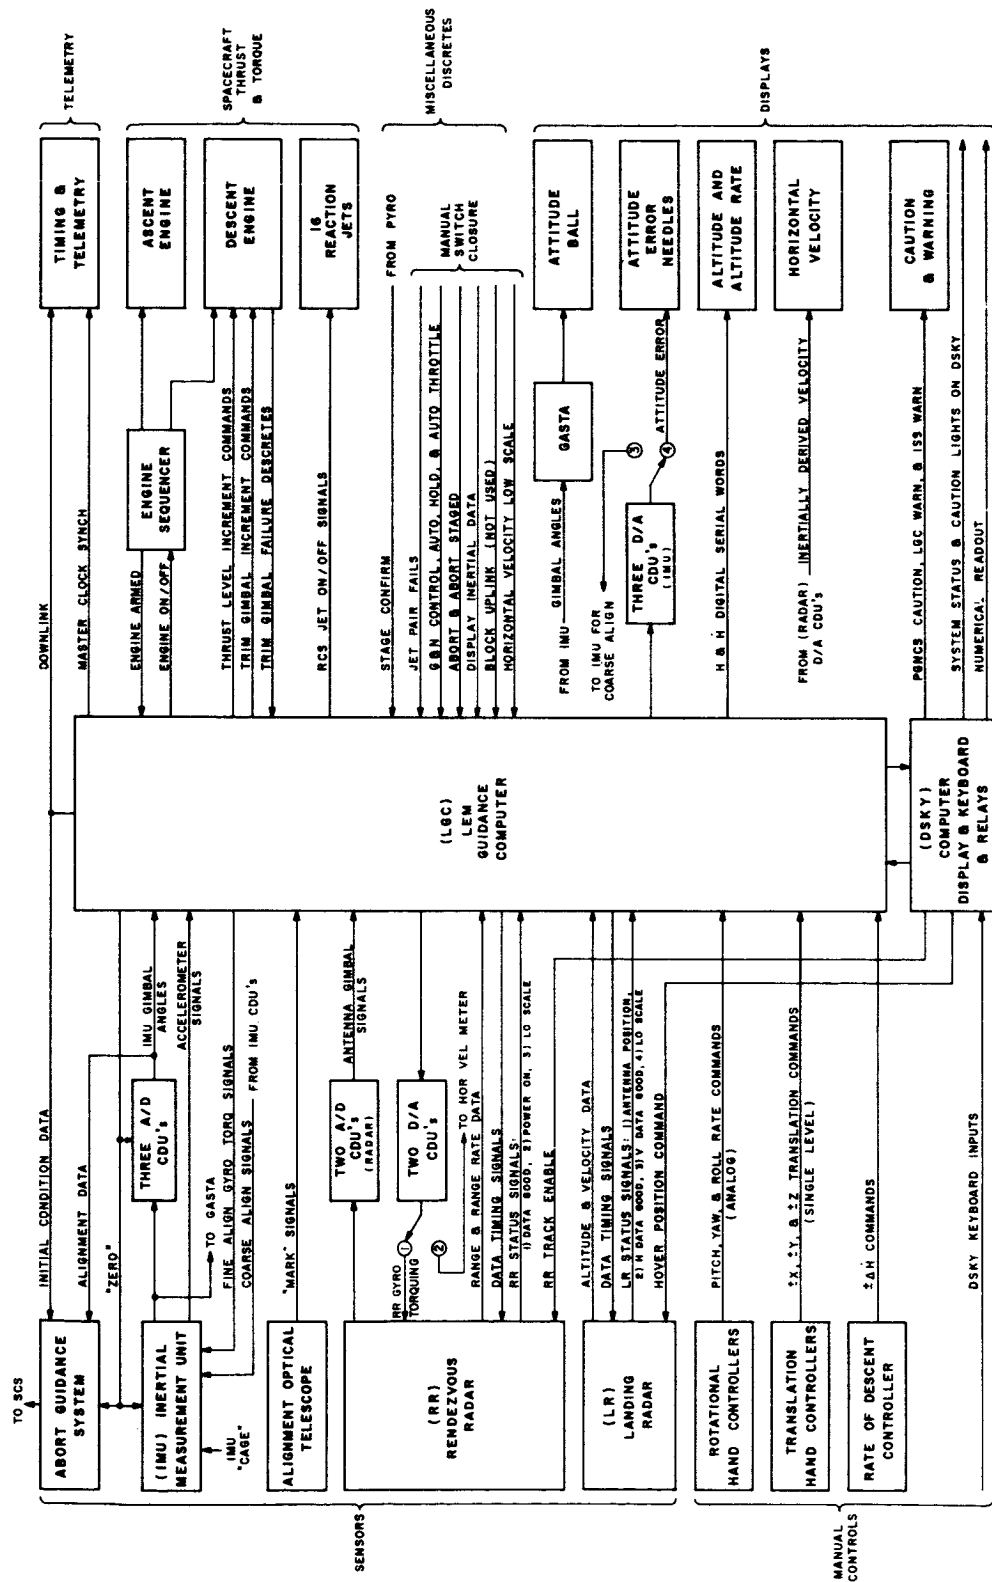 TO SCS
ABORT GUIDANCE
SYSTEM
(IMU) INERTIAL
MEASUREMENT UNIT
IMU
"CAGE"
ALIGNMENT OPTICAL
TELESCOPE
(RR)
RENDEZVOUS
RADAR
(LR)
LANDING
RADAR
SENSORS
ROTATIONAL
HAND CONTROLLERS
TRANSLATION
HAND CONTROLLERS
RATE OF DESCENT
CONTROLLER
MANUAL
CONTROLS
INITIAL CONDITION DATA
ALIGNMENT DATA
"ZERO"
THREE A/D
CDU's
IMU GIMBAL
ANGLES
ACCELEROMETER
SIGNALS
TO GASTA
FINE ALIGN GYRO TORQ SIGNALS
COARSE ALIGN SIGNALS
FROM IMU CDU's
"MARK" SIGNALS
TWO A/D
CDU's
(RADAR)
ANTENNA GIMBAL
SIGNALS
TWO D/A
CDU's
1
2
RR GYRO
TORQUING
TO HOR VEL METER
RANGE & RANGE RATE DATA
DATA TIMING SIGNALS
RR STATUS SIGNALS:
1) DATA GOOD, 2) POWER ON, 3) LO SCALE
RR TRACK ENABLE
ALTITUDE & VELOCITY DATA
DATA TIMING SIGNALS
LR STATUS SIGNALS: 1) ANTENNA POSITION,
2) H DATA GOOD, 3) V DATA GOOD, 4) LO SCALE
HOVER POSITION COMMAND
PITCH, YAW, & ROLL RATE COMMANDS
(ANALOG)
±X, ±Y, & ±Z TRANSLATION COMMANDS
(SINGLE LEVEL)
±ΔH COMMANDS
DSKY KEYBOARD INPUTS
(LGC)
LEM
GUIDANCE
COMPUTER
(DSKY)
COMPUTER
DISPLAY & KEYBOARD
& RELAYS
DOWNLINK
MASTER CLOCK SYNCH
ENGINE ARMED
ENGINE ON/OFF
ENGINE
SEQUENCER
THRUST LEVEL INCREMENT COMMANDS
TRIM GIMBAL INCREMENT COMMANDS
TRIM GIMBAL FAILURE DISCRETES
RCS JET ON/OFF SIGNALS
STAGE CONFIRM
FROM PYRO
JET PAIR FAILS
G&N CONTROL, AUTO, HOLD, & AUTO THROTTLE
ABORT & ABORT STAGED
DISPLAY INERTIAL DATA
BLOCK UPLINK (NOT USED)
HORIZONTAL VELOCITY LOW SCALE
MANUAL
SWITCH
CLOSURE
FROM IMU
GIMBAL ANGLES
GASTA
TO IMU FOR
COARSE ALIGN
3
4
THREE D/A
CDU's
(IMU)
ATTITUDE ERROR
H & Ḣ DIGITAL SERIAL WORDS
FROM (RADAR)
D/A CDU's
INERTIALLY DERIVED VELOCITY
PGNCS CAUTION, LGC WARN, & ISS WARN
SYSTEM STATUS & CAUTION LIGHTS ON DSKY
NUMERICAL READOUT
TIMING &
TELEMETRY
TELEMETRY
ASCENT
ENGINE
DESCENT
ENGINE
16
REACTION
JETS
SPACECRAFT
THRUST
& TORQUE
MISCELLANEOUS
DISCRETES
ATTITUDE
BALL
ATTITUDE
ERROR
NEEDLES
ALTITUDE AND
ALTITUDE RATE
HORIZONTAL
VELOCITY
CAUTION
& WARNING
DISPLAYS